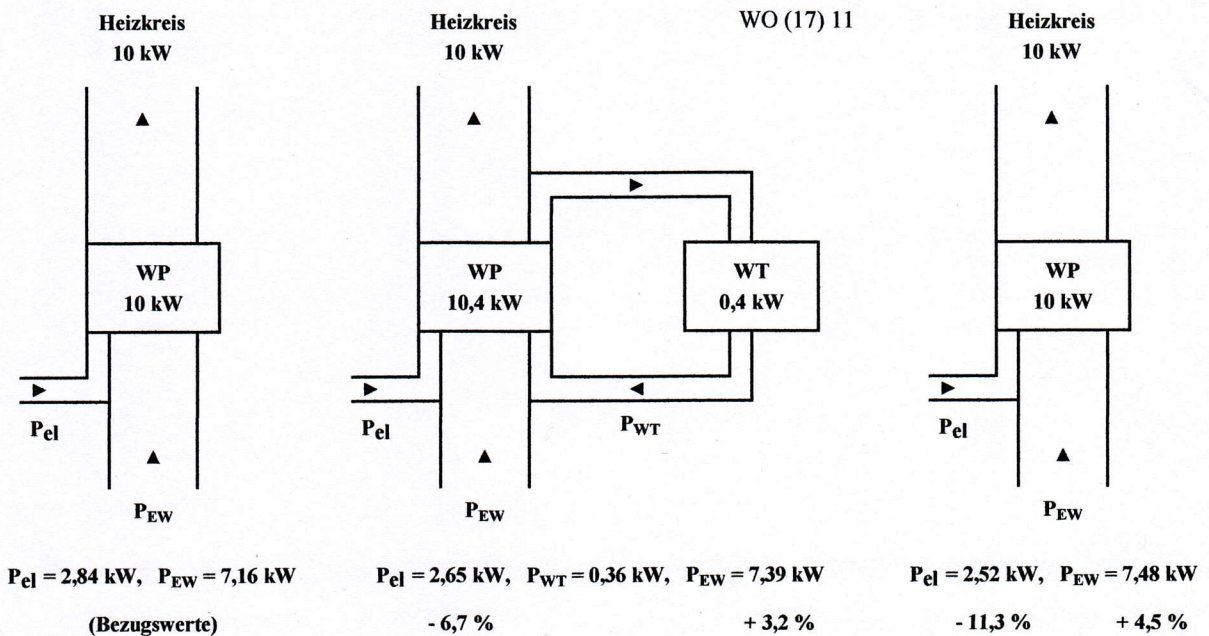 Heizkreis
10 kW
WP
10 kW
Pel
PEW
Pel = 2,84 kW, PEW = 7,16 kW
(Bezugswerte)
Heizkreis
10 kW
WO (17) 11
WP
10,4 kW
WT
0,4 kW
Pel
PWT
PEW
Pel = 2,65 kW, PWT = 0,36 kW, PEW = 7,39 kW
- 6,7 % + 3,2 %
Heizkreis
10 kW
WP
10 kW
Pel
PEW
Pel = 2,52 kW, PEW = 7,48 kW
- 11,3 % + 4,5 %